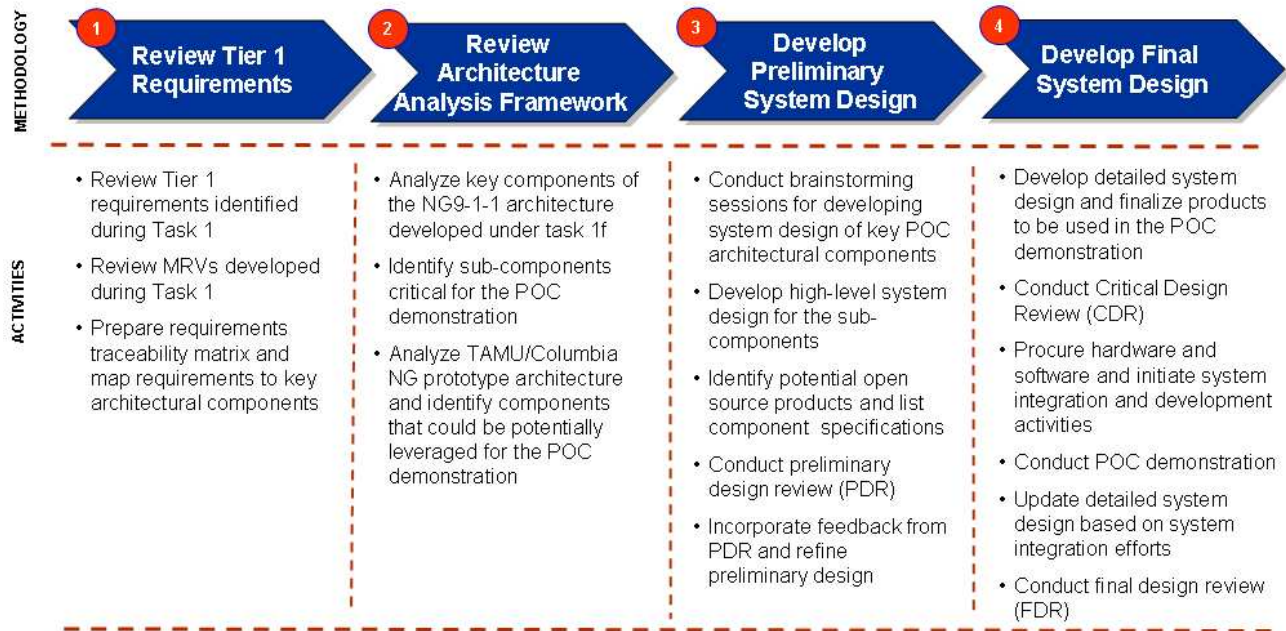 METHODOLOGY
1
Review Tier 1
Requirements
2
Review
Architecture
Analysis Framework
3
Develop
Preliminary
System Design
4
Develop Final
System Design
ACTIVITIES
• Review Tier 1
requirements identified
during Task 1
• Review MRVs developed
during Task 1
• Prepare requirements
traceability matrix and
map requirements to key
architectural components
• Analyze key components of
the NG9-1-1 architecture
developed under task 1f
• Identify sub-components
critical for the POC
demonstration
• Analyze TAMU/Columbia
NG prototype architecture
and identify components
that could be potentially
leveraged for the POC
demonstration
• Conduct brainstorming
sessions for developing
system design of key POC
architectural components
• Develop high-level system
design for the sub-
components
• Identify potential open
source products and list
component specifications
• Conduct preliminary
design review (PDR)
• Incorporate feedback from
PDR and refine
preliminary design
• Develop detailed system
design and finalize products
to be used in the POC
demonstration
• Conduct Critical Design
Review (CDR)
• Procure hardware and
software and initiate system
integration and development
activities
• Conduct POC demonstration
• Update detailed system
design based on system
integration efforts
• Conduct final design review
(FDR)